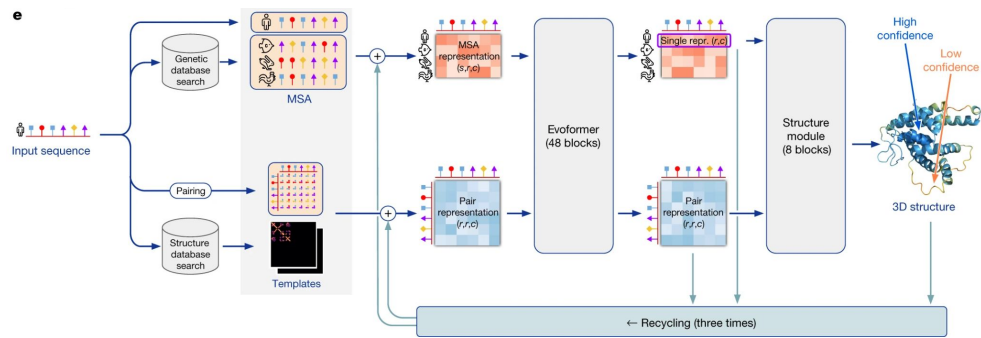 e
High
confidence
Low
confidence
Genetic
database
search
MSA
MSA
representation
(s,r,c)
Single repr. (r,c)
Input sequence
Evoformer
(48 blocks)
Structure
module
(8 blocks)
Pairing
Pair
representation
(r,r,c)
Pair
representation
(r,r,c)
3D structure
Structure
database
search
Templates
← Recycling (three times)